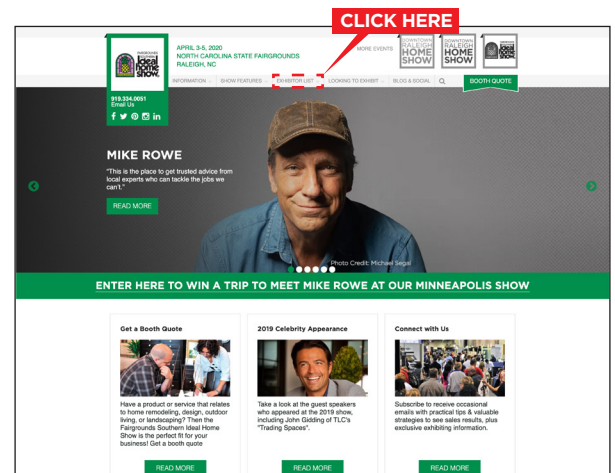 CLICK HERE
FAIRGROUNDS
SOUTHERN
Ideal
home
show.
APRIL 3-5, 2020
NORTH CAROLINA STATE FAIRGROUNDS
RALEIGH, NC
MORE EVENTS
DOWNTOWN
RALEIGH
HOME
SHOW
DOWNTOWN
RALEIGH
HOME
SHOW
Ideal
home
show.
INFORMATION
SHOW FEATURES
EXHIBITOR LIST
LOOKING TO EXHIBIT
BLOG & SOCIAL
BOOTH QUOTE
919.334.0051
Email Us
MIKE ROWE
"This is the place to get trusted advice from
local experts who can tackle the jobs we
can't."
READ MORE
Photo Credit: Michael Segal
ENTER HERE TO WIN A TRIP TO MEET MIKE ROWE AT OUR MINNEAPOLIS SHOW
Get a Booth Quote
Have a product or service that relates
to home remodeling, design, outdoor
living, or landscaping? Then the
Fairgrounds Southern Ideal Home
Show is the perfect fit for your
business! Get a booth quote
READ MORE
2019 Celebrity Appearance
Take a look at the guest speakers
who appeared at the 2019 show,
including John Gidding of TLC's
"Trading Spaces".
READ MORE
Connect with Us
Subscribe to receive occasional
emails with practical tips & valuable
strategies to see sales results, plus
exclusive exhibiting information.
READ MORE